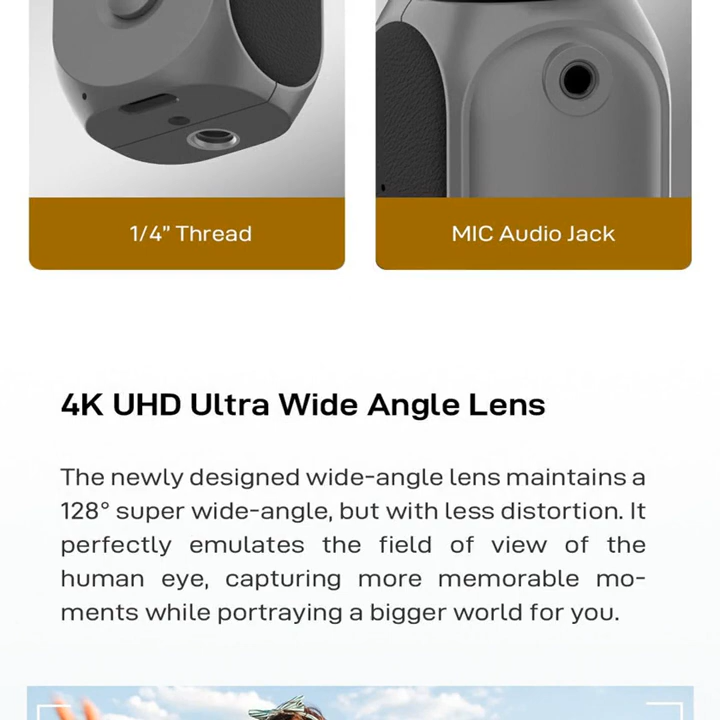 1/4" Thread
MIC Audio Jack
4K UHD Ultra Wide Angle Lens
The newly designed wide-angle lens maintains a
128° super wide-angle, but with less distortion. It
perfectly emulates the field of view of the
human eye, capturing more memorable mo-
ments while portraying a bigger world for you.